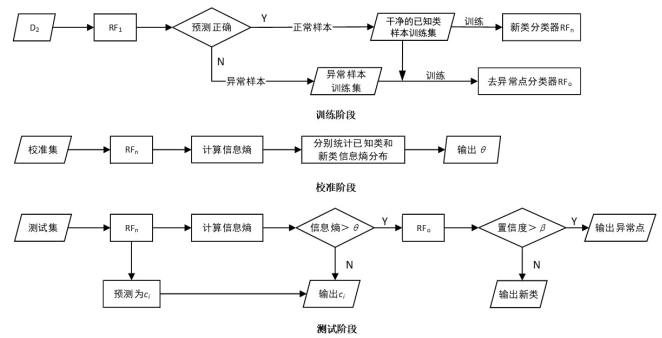 D₂
RF₁
预测正确
Y
正常样本
干净的已知类
样本训练集
训练
新类分类器RFₙ
N
异常样本
异常样本
训练集
训练
去异常点分类器RFₒ
训练阶段
校准集
RFₙ
计算信息熵
分别统计已知类和
新类信息熵分布
输出 θ
校准阶段
测试集
RFₙ
计算信息熵
信息熵> θ
Y
RFₒ
置信度> β
Y
输出异常点
N
N
预测为cᵢ
输出cᵢ
输出新类
测试阶段